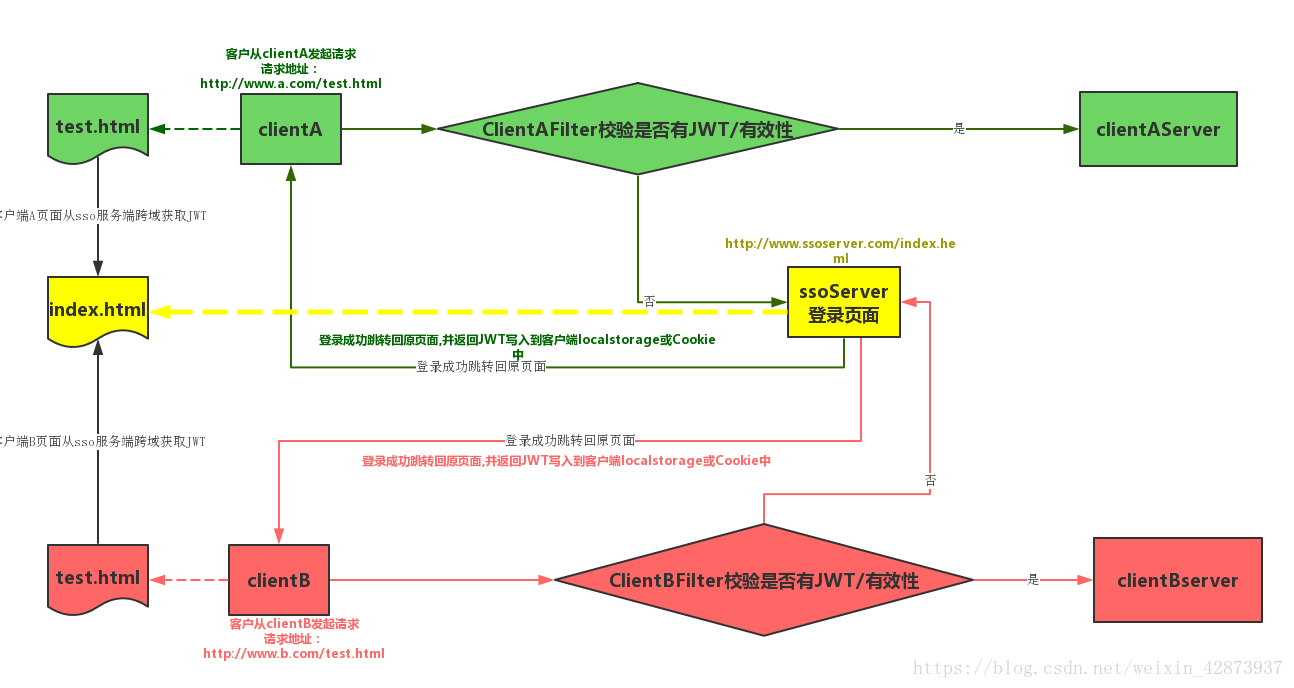 客户从clientA发起请求
请求地址：
http://www.a.com/test.html
test.html
clientA
ClientAFilter校验是否有JWT/有效性
是
clientAServer
户端A页面从sso服务端跨域获取JWT
http://www.ssoserver.com/index.he
ml
index.html
否
ssoServer
登录页面
登录成功跳转回原页面,并返回JWT写入到客户端localstorage或Cookie
中
登录成功跳转回原页面
户端B页面从sso服务端跨域获取JWT
登录成功跳转回原页面
登录成功跳转回原页面,并返回JWT写入到客户端localstorage或Cookie中
否
test.html
clientB
ClientBFilter校验是否有JWT/有效性
是
clientBserver
客户从clientB发起请求
请求地址：
http://www.b.com/test.html
https://blog.csdn.net/weixin_42873937